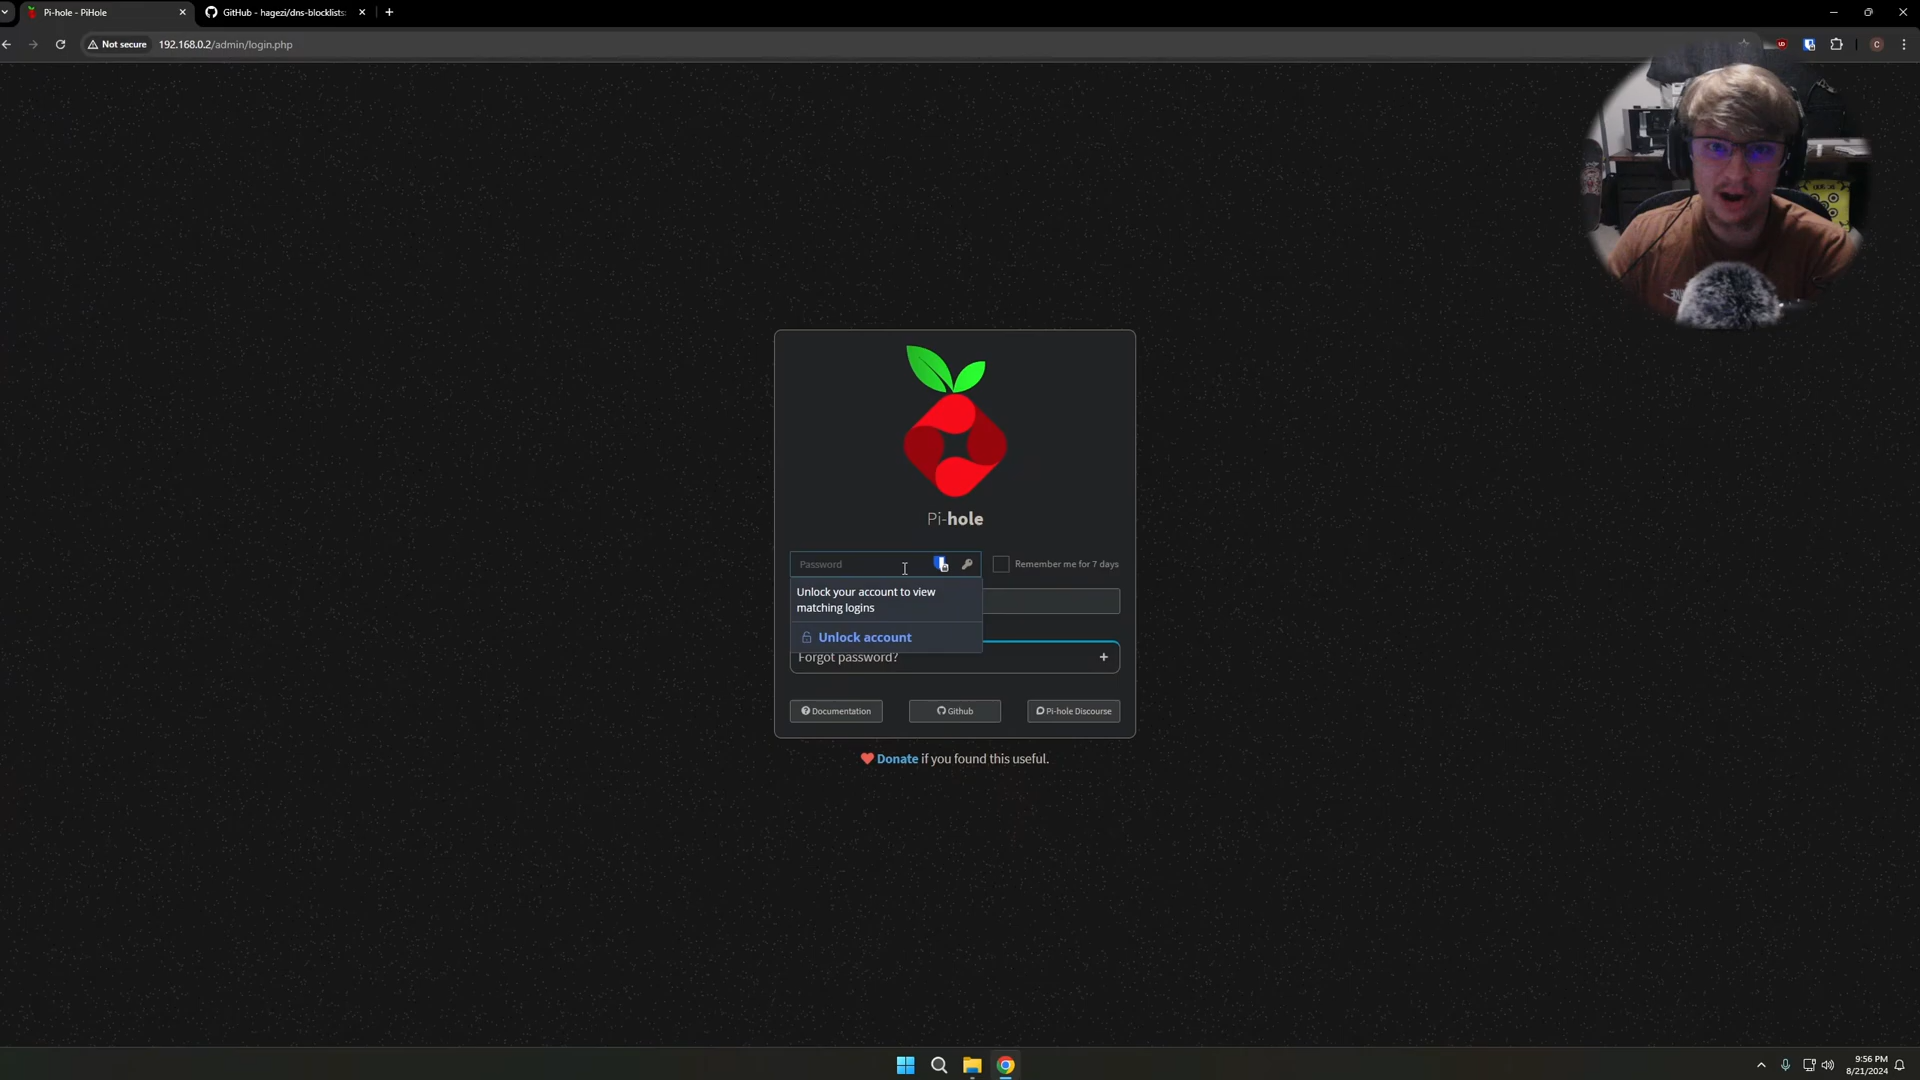 Pi-hole - PiHole
GitHub - hagezi/dns-blocklists:
Not secure
192.168.0.2/admin/login.php
C
Pi-hole
Password
Remember me for 7 days
Unlock your account to view
matching logins
Unlock account
Forgot password?
Documentation
Github
Pi-hole Discourse
Donate if you found this useful.
9:56 PM
8/21/2024